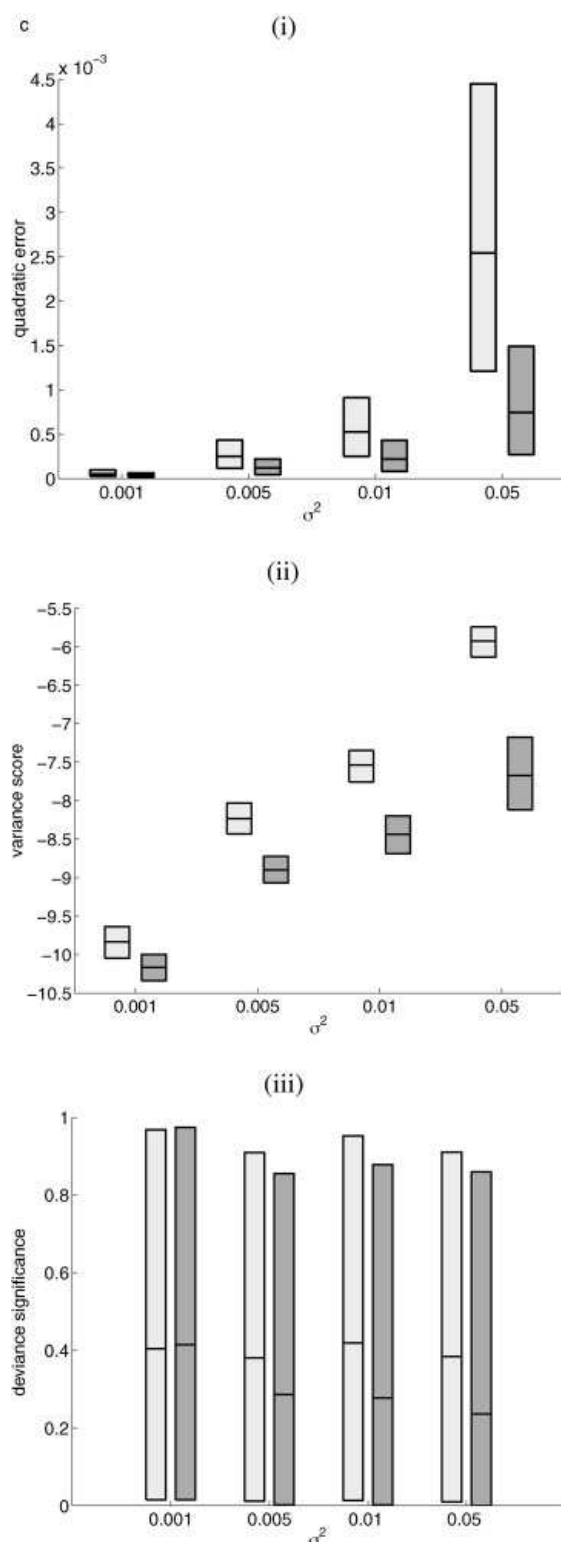 c
(i)
x 10⁻³
4.5
4
3.5
3
2.5
2
1.5
1
0.5
0
quadratic error
0.001 0.005 0.01 0.05
σ²
(ii)
−5.5
−6
−6.5
−7
−7.5
−8
−8.5
−9
−9.5
−10
−10.5
variance score
0.001 0.005 0.01 0.05
σ²
(iii)
1
0.8
0.6
0.4
0.2
0
deviance significance
0.001 0.005 0.01 0.05
σ²